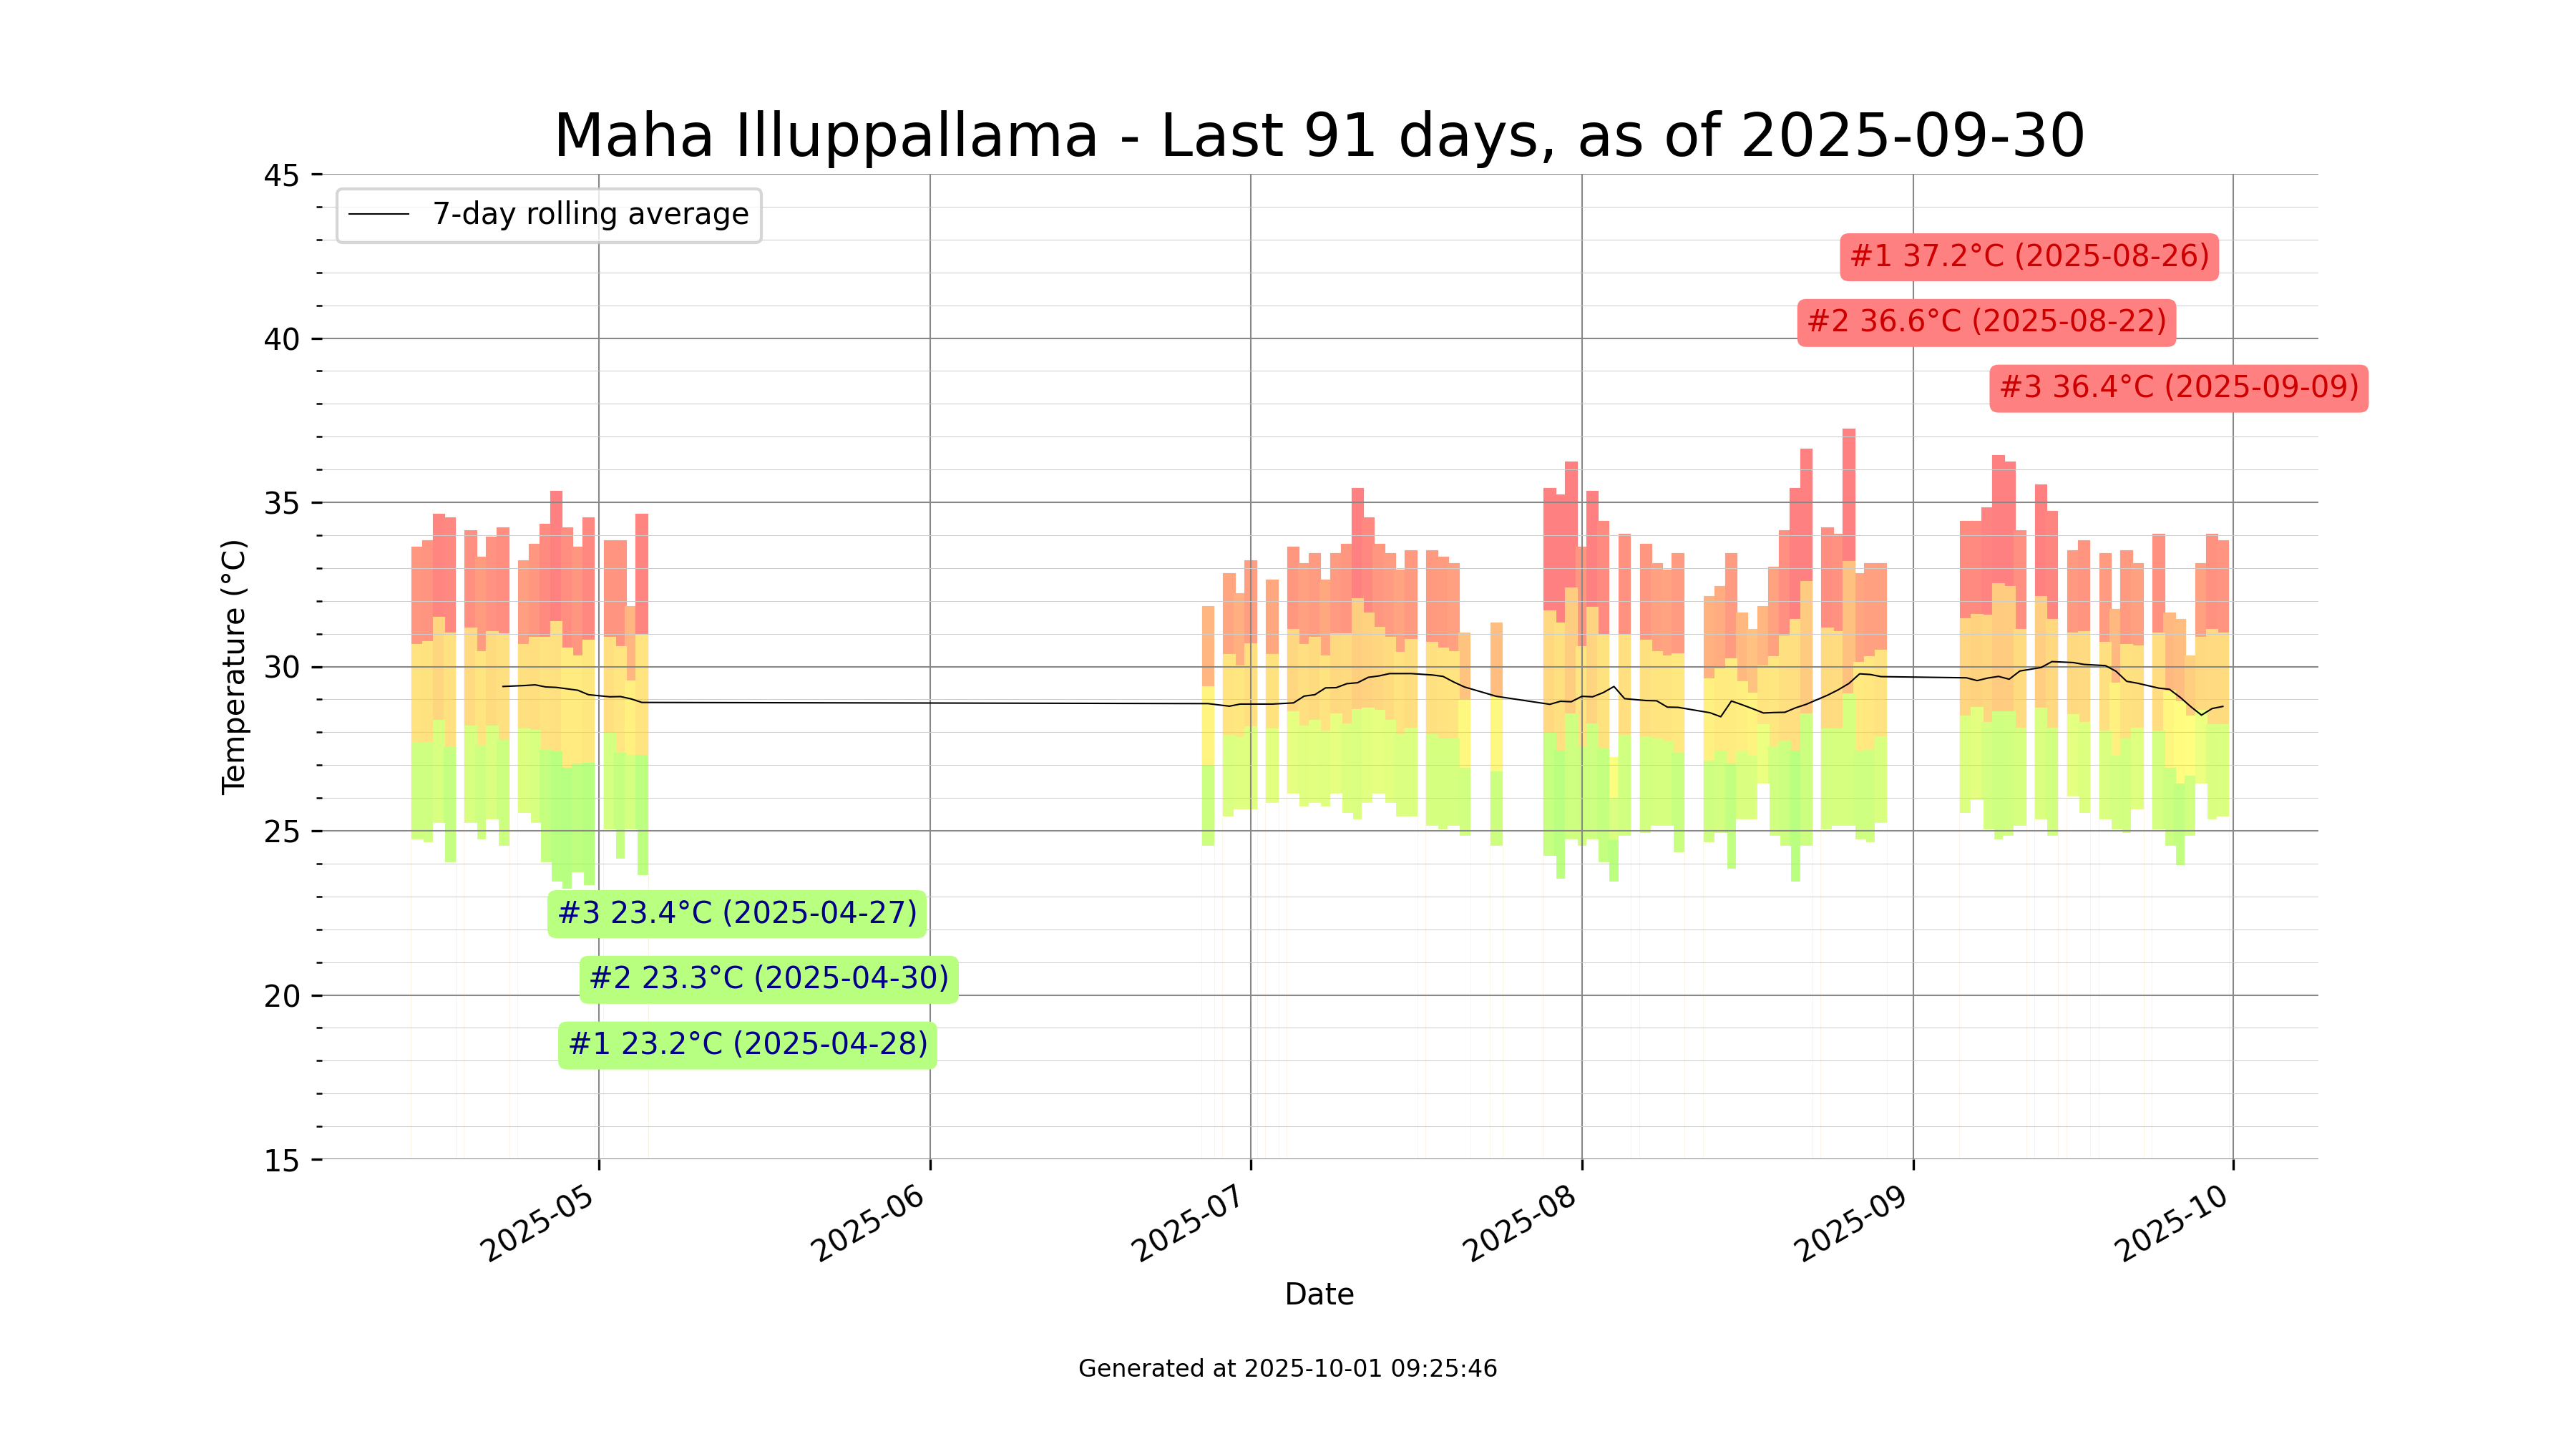 Maha Illuppallama - Last 91 days, as of 2025-09-30
45
7-day rolling average
#1 37.2°C (2025-08-26)
#2 36.6°C (2025-08-22)
40
#3 36.4°C (2025-09-09)
35
Temperature (°C)
30
25
#3 23.4°C (2025-04-27)
#2 23.3°C (2025-04-30)
20
#1 23.2°C (2025-04-28)
15
2025-05
2025-06
2025-07
2025-08
2025-09
2025-10
Date
Generated at 2025-10-01 09:25:46